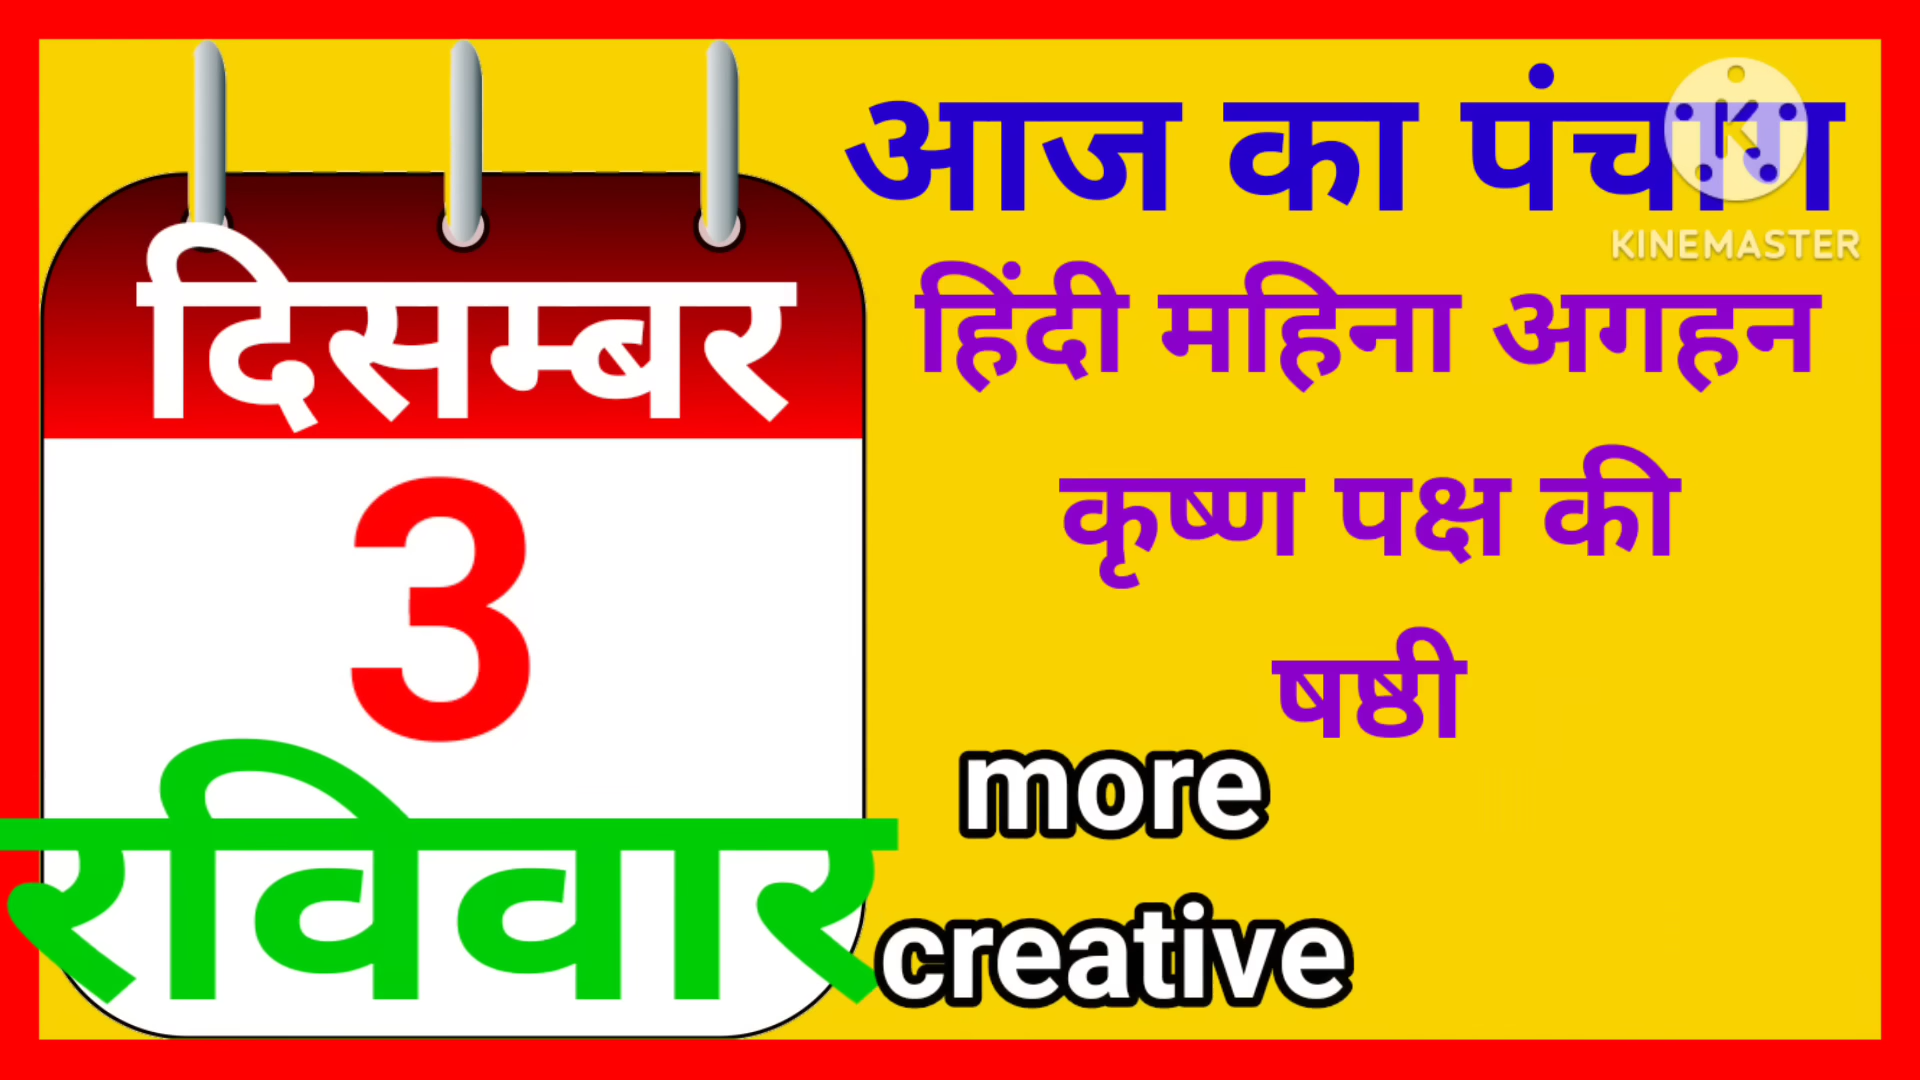 दिसम्बर
3
रविवार
आज का पंचाग
KINEMASTER
हिंदी महिना अगहन
कृष्ण पक्ष की
षष्ठी
more
creative